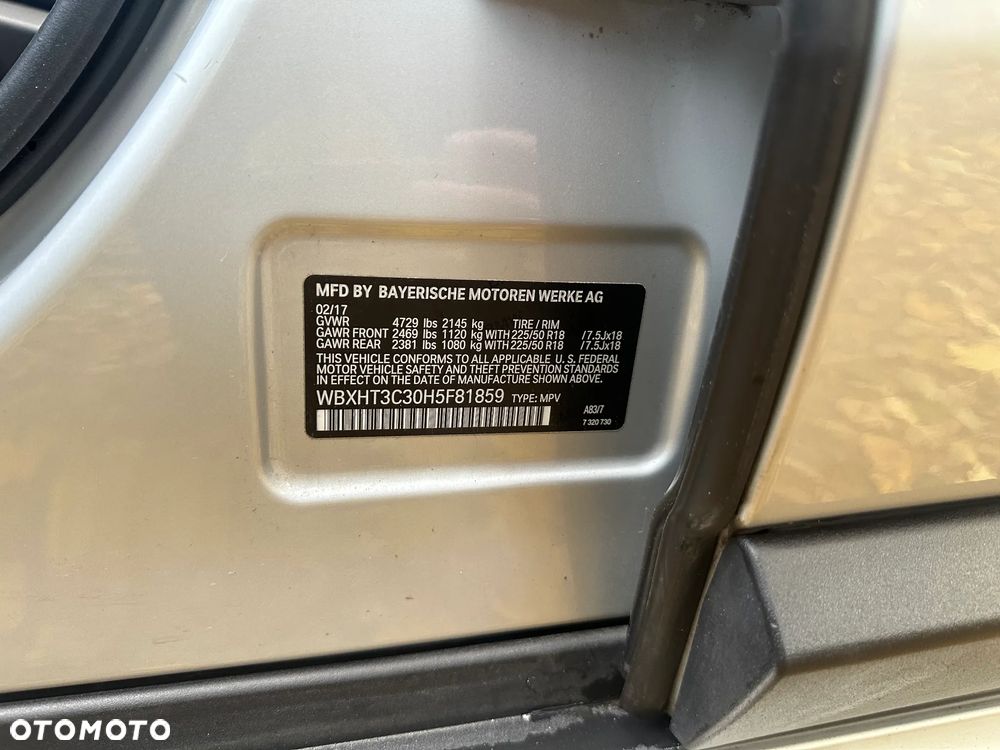 MFD BY BAYERISCHE MOTOREN WERKE AG
02/17
GVWR 4729 lbs 2145 kg TIRE / RIM
GAWR FRONT 2469 lbs 1120 kg WITH 225/50 R18 /7.5Jx18
GAWR REAR 2381 lbs 1080 kg WITH 225/50 R18 /7.5Jx18
THIS VEHICLE CONFORMS TO ALL APPLICABLE U.S. FEDERAL
MOTOR VEHICLE SAFETY AND THEFT PREVENTION STANDARDS
IN EFFECT ON THE DATE OF MANUFACTURE SHOWN ABOVE.
WBXHT3C30H5F81859 TYPE: MPV A83/7
7 320 730
OTOMOTO